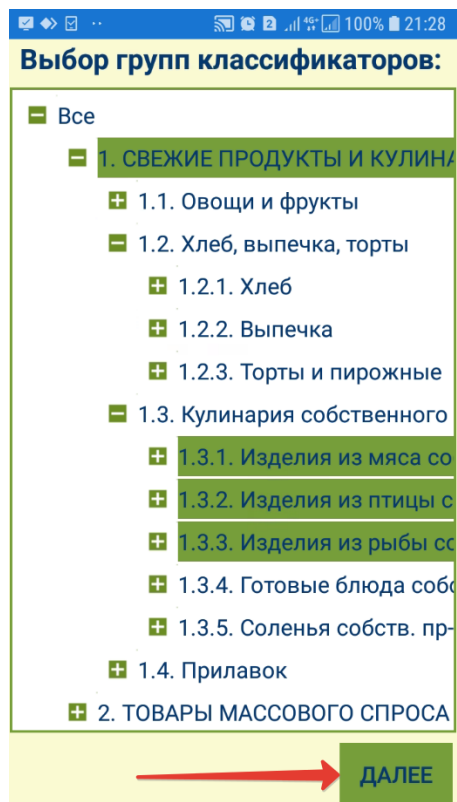 2 4G+ 100% 21:28
Выбор групп классификаторов:
Все
1. СВЕЖИЕ ПРОДУКТЫ И КУЛИНА
1.1. Овощи и фрукты
1.2. Хлеб, выпечка, торты
1.2.1. Хлеб
1.2.2. Выпечка
1.2.3. Торты и пирожные
1.3. Кулинария собственного
1.3.1. Изделия из мяса со
1.3.2. Изделия из птицы с
1.3.3. Изделия из рыбы сс
1.3.4. Готовые блюда собс
1.3.5. Соленья собств. пр-
1.4. Прилавок
2. ТОВАРЫ МАССОВОГО СПРОСА
ДАЛЕЕ